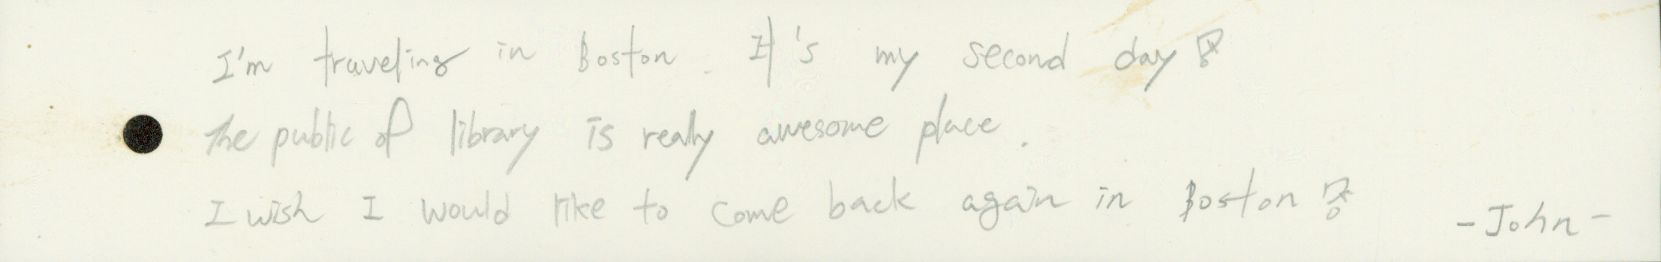 I'm traveling in Boston. It's my second day!
the public of library is really awesome place.
I wish I would like to come back again in Boston!
-John-